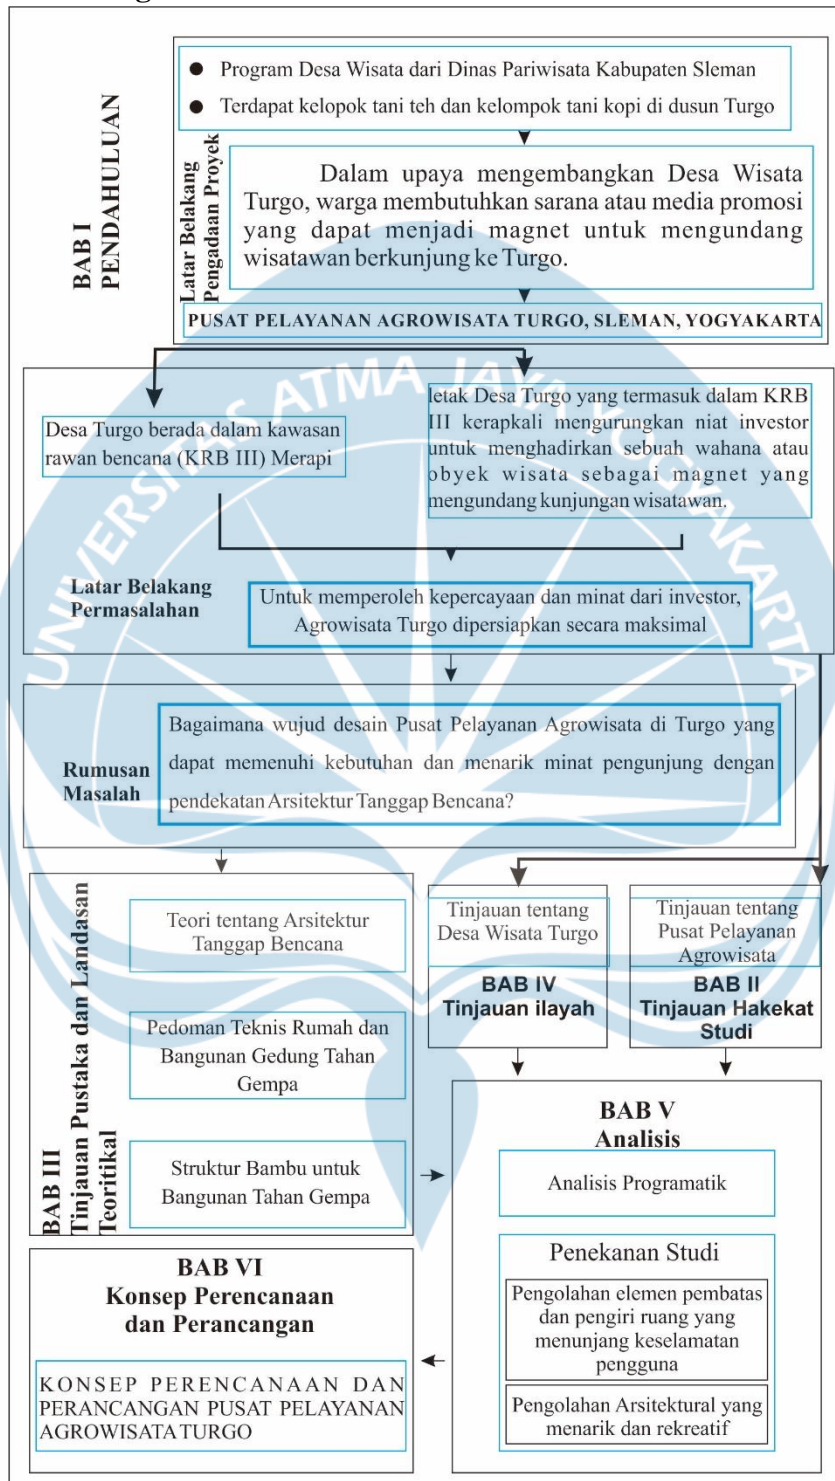 ● Program Desa Wisata dari Dinas Pariwisata Kabupaten Sleman
● Terdapat kelopok tani teh dan kelompok tani kopi di dusun Turgo
BAB I
PENDAHULUAN
Latar Belakang
Pengadaan Proyek
Dalam upaya mengembangkan Desa Wisata
Turgo, warga membutuhkan sarana atau media promosi
yang dapat menjadi magnet untuk mengundang
wisatawan berkunjung ke Turgo.
PUSAT PELAYANAN AGROWISATA TURGO, SLEMAN, YOGYAKARTA
UNIVERSITAS ATMA JAYA YOGYAKARTA
Desa Turgo berada dalam kawasan
rawan bencana (KRB III) Merapi
letak Desa Turgo yang termasuk dalam KRB
III kerapkali mengurungkan niat investor
untuk menghadirkan sebuah wahana atau
obyek wisata sebagai magnet yang
mengundang kunjungan wisatawan.
Latar Belakang
Permasalahan
Untuk memperoleh kepercayaan dan minat dari investor,
Agrowisata Turgo dipersiapkan secara maksimal
Rumusan
Masalah
Bagaimana wujud desain Pusat Pelayanan Agrowisata di Turgo yang
dapat memenuhi kebutuhan dan menarik minat pengunjung dengan
pendekatan Arsitektur Tanggap Bencana?
BAB III
Tinjauan Pustaka dan Landasan
Teoritikal
Teori tentang Arsitektur
Tanggap Bencana
Pedoman Teknis Rumah dan
Bangunan Gedung Tahan
Gempa
Struktur Bambu untuk
Bangunan Tahan Gempa
Tinjauan tentang
Desa Wisata Turgo
BAB IV
Tinjauan ilayah
Tinjauan tentang
Pusat Pelayanan
Agrowisata
BAB II
Tinjauan Hakekat
Studi
BAB V
Analisis
Analisis Programatik
Penekanan Studi
Pengolahan elemen pembatas
dan pengiri ruang yang
menunjang keselamatan
pengguna
Pengolahan Arsitektural yang
menarik dan rekreatif
BAB VI
Konsep Perencanaan
dan Perancangan
KONSEP PERENCANAAN DAN
PERANCANGAN PUSAT PELAYANAN
AGROWISATA TURGO